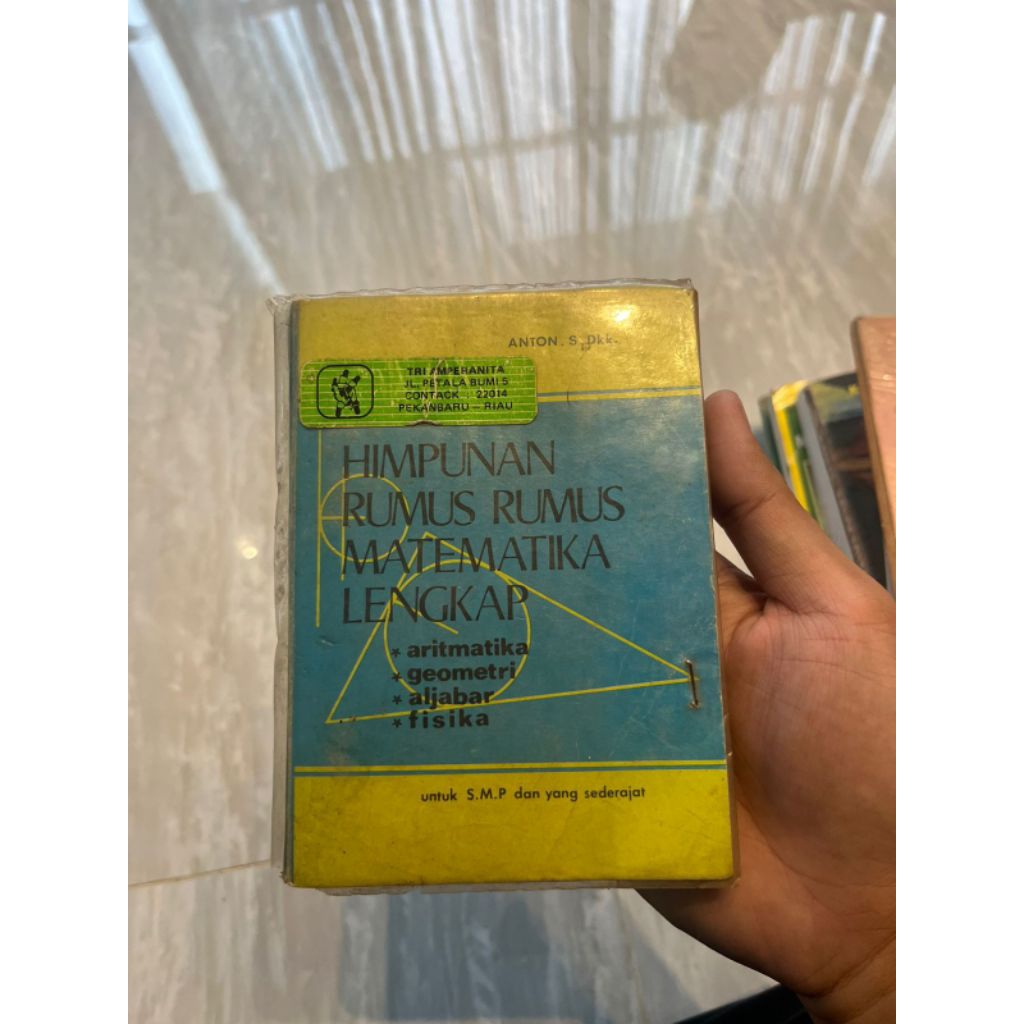 ANTON. S, Dkk.
TRI AMPERANITA
JL. PETALA BUMI 5
CONTACK : 22014
PEKANBARU – RIAU
HIMPUNAN
RUMUS RUMUS
MATEMATIKA
LENGKAP
* aritmatika
* geometri
* aljabar
* fisika
untuk S.M.P dan yang sederajat